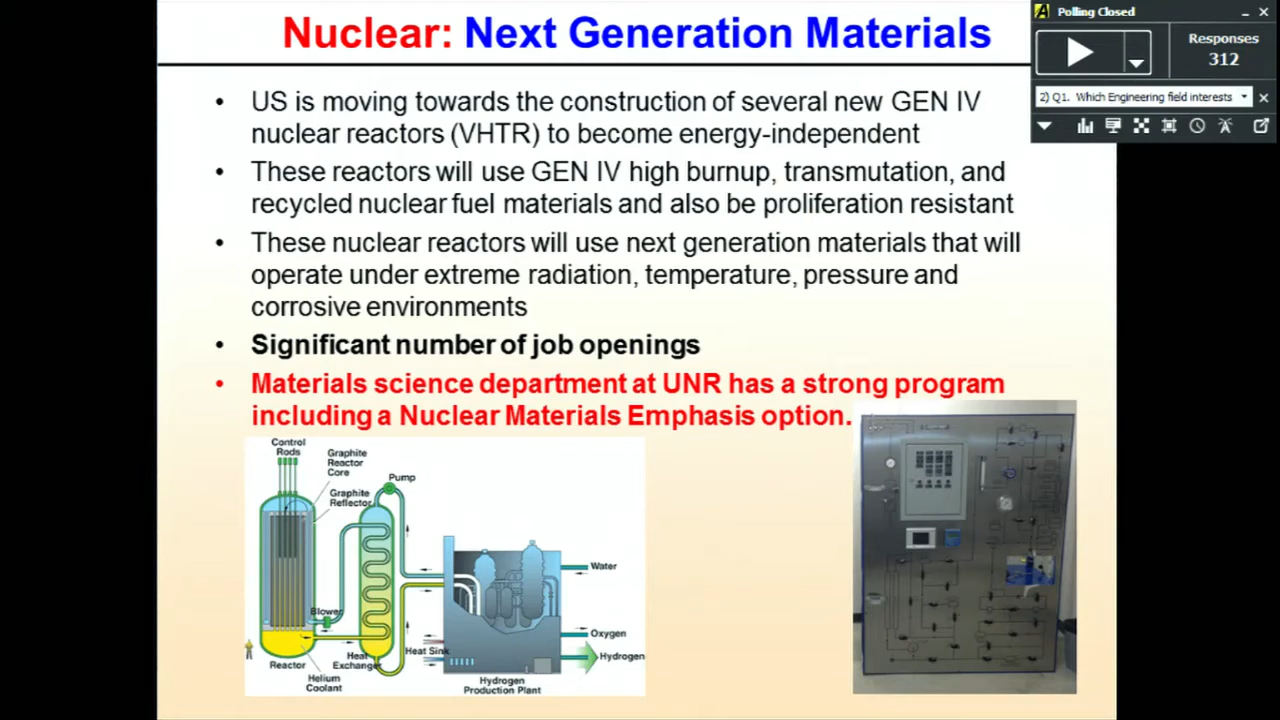 Nuclear: Next Generation Materials
Polling Closed
Responses
312
2) Q1. Which Engineering field interests
• US is moving towards the construction of several new GEN IV
nuclear reactors (VHTR) to become energy-independent
• These reactors will use GEN IV high burnup, transmutation, and
recycled nuclear fuel materials and also be proliferation resistant
• These nuclear reactors will use next generation materials that will
operate under extreme radiation, temperature, pressure and
corrosive environments
• Significant number of job openings
• Materials science department at UNR has a strong program
including a Nuclear Materials Emphasis option.
Control
Rods
Graphite
Reactor
Core
Graphite
Reflector
Pump
Blower
Reactor
Helium
Coolant
Heat
Exchanger
Heat Sink
Water
Oxygen
Hydrogen
Hydrogen
Production Plant